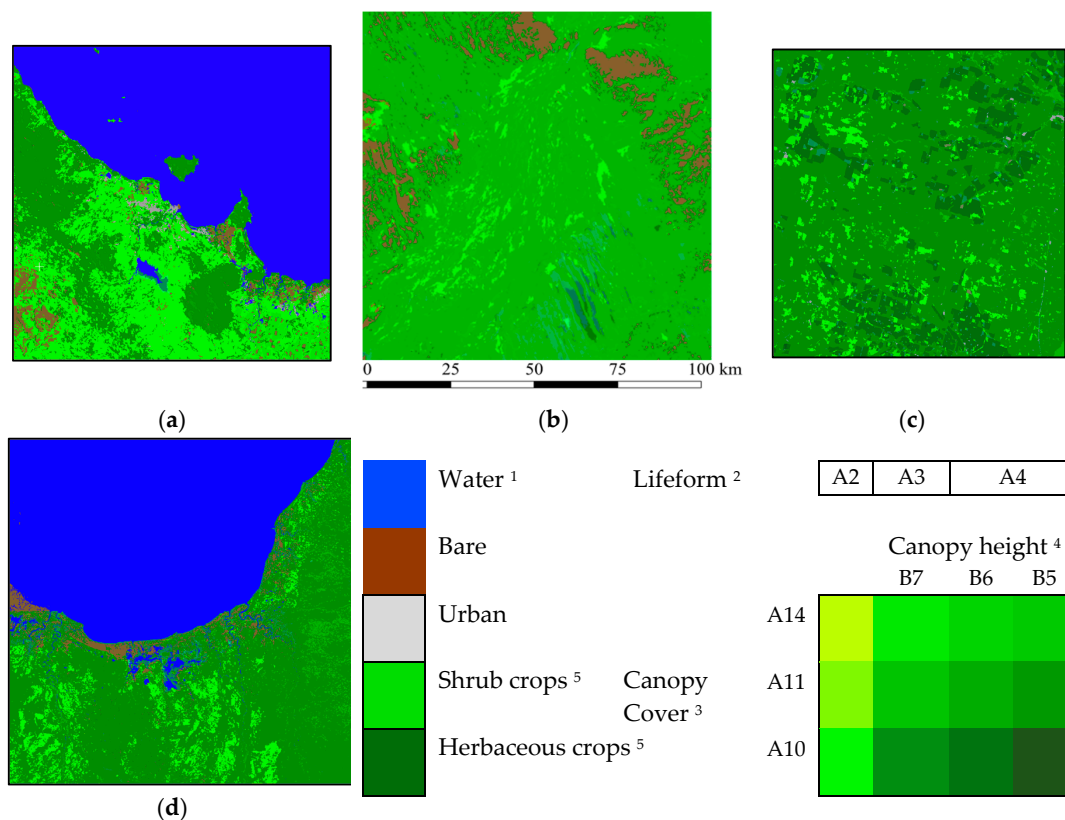 0 25 50 75 100 km
(a) (b) (c)
Water 1 Lifeform 2 A2 A3 A4
Bare Canopy height 4
B7 B6 B5
Urban A14
Shrub crops 5 Canopy A11
Cover 3
Herbaceous crops 5 A10
(d)